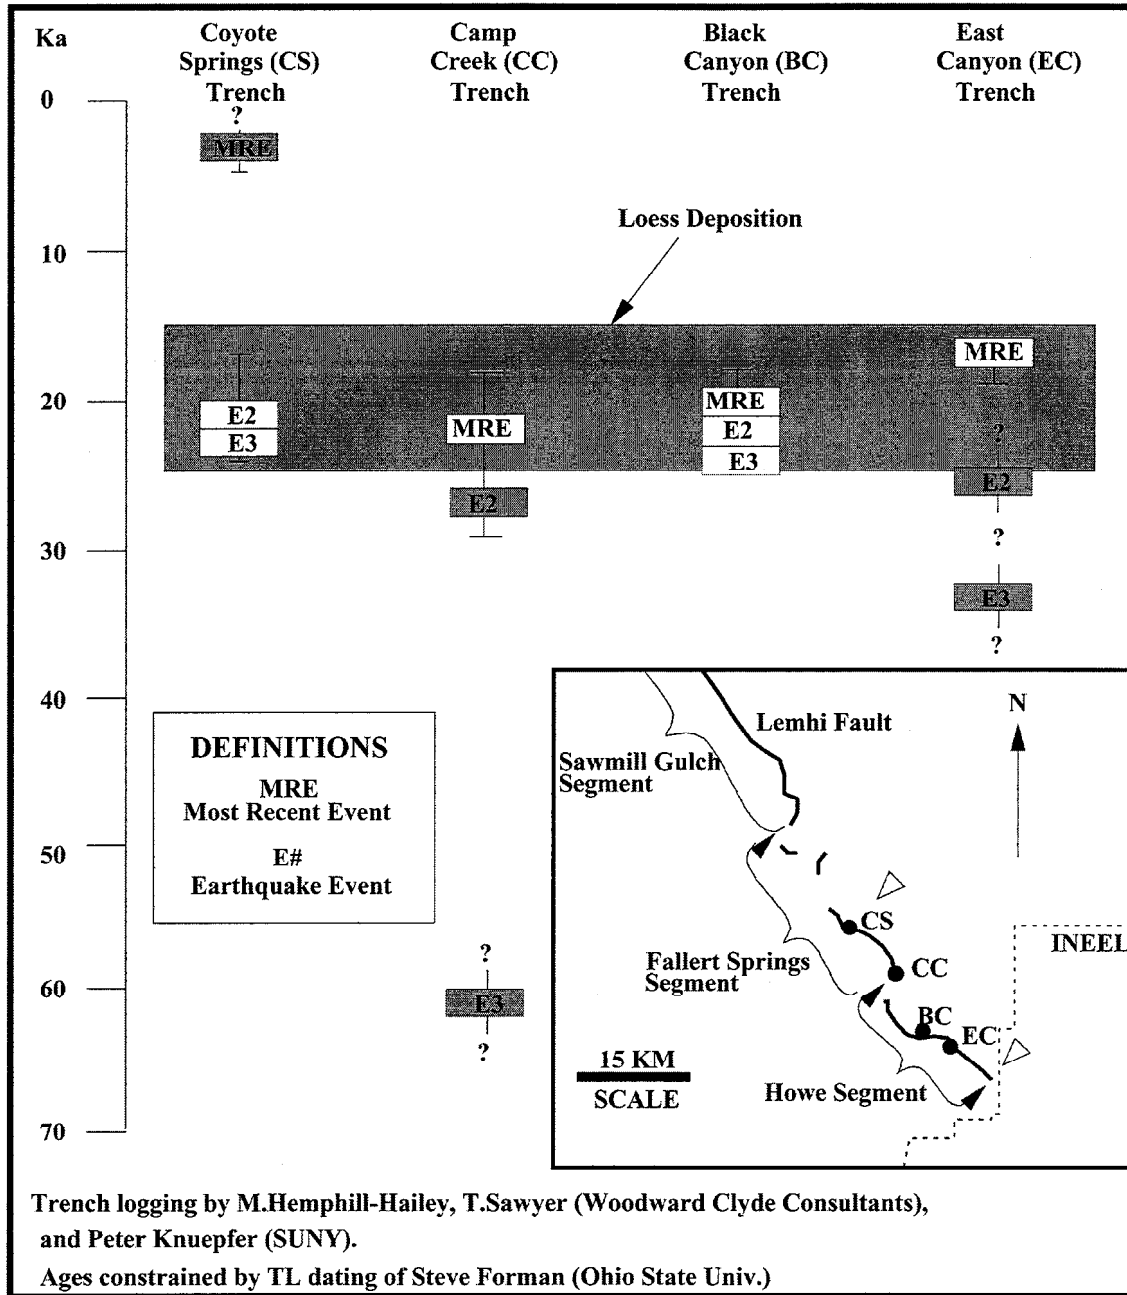 Ka
Coyote
Springs (CS)
Trench
Camp
Creek (CC)
Trench
Black
Canyon (BC)
Trench
East
Canyon (EC)
Trench
0
10
20
30
40
50
60
70
?
MRE
Loess Deposition
E2
E3
MRE
E2
?
E3
?
MRE
E2
E3
MRE
?
E2
?
E3
?
DEFINITIONS
MRE
Most Recent Event
E#
Earthquake Event
N
Lemhi Fault
Sawmill Gulch
Segment
CS
INEEL
Fallert Springs
Segment
CC
BC
EC
15 KM
SCALE
Howe Segment
Trench logging by M.Hemphill-Hailey, T.Sawyer (Woodward Clyde Consultants),
and Peter Knuepfer (SUNY).
Ages constrained by TL dating of Steve Forman (Ohio State Univ.)